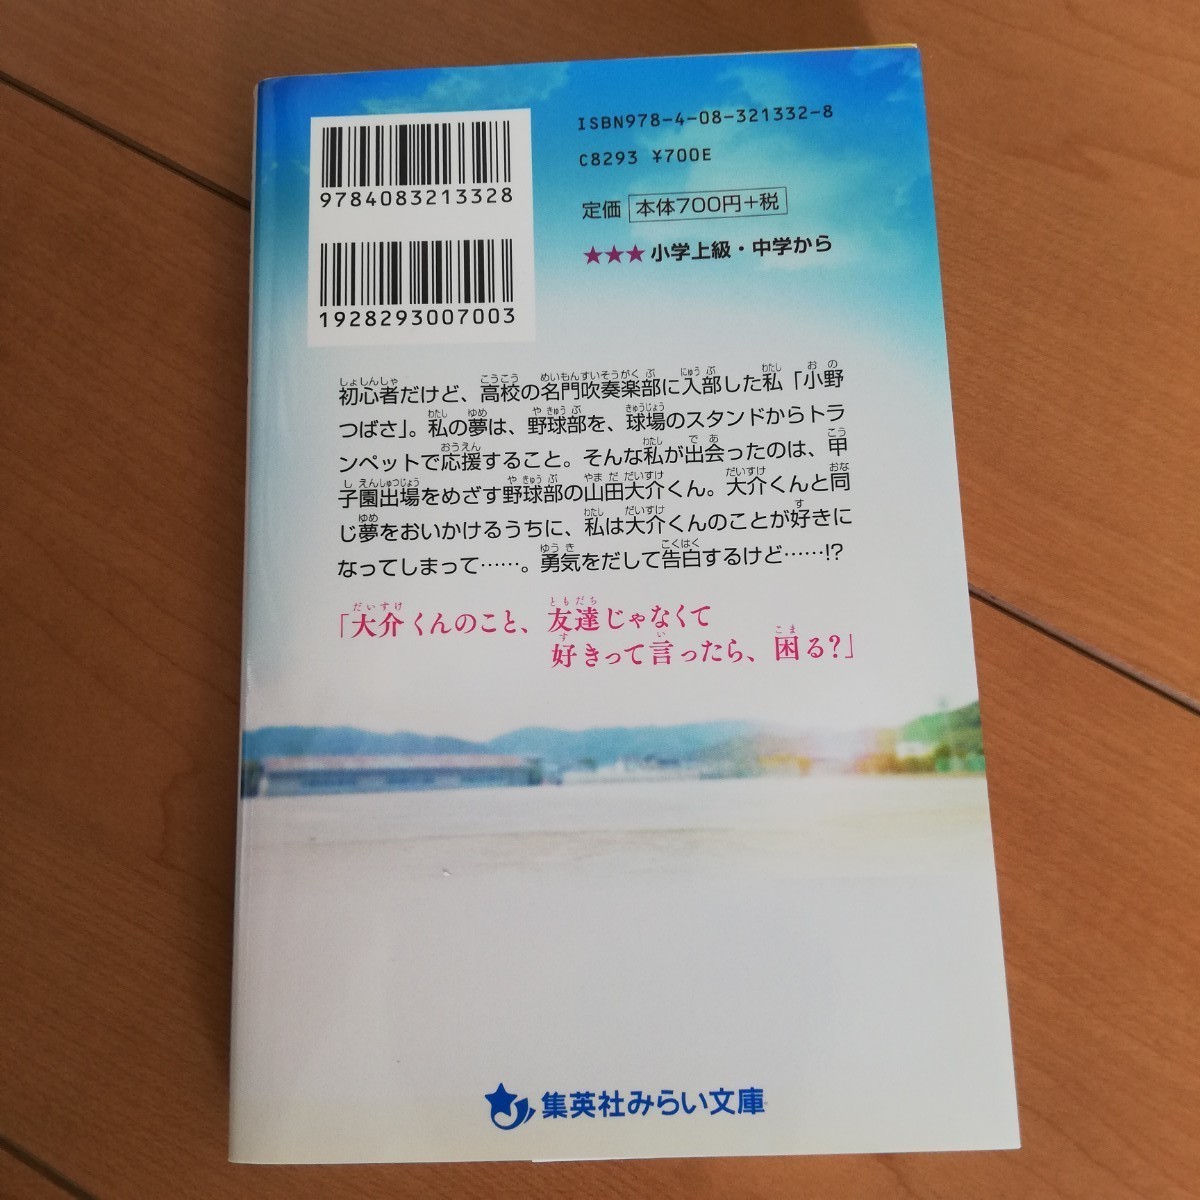 ISBN978-4-08-321332-8
C8293 ¥700E
9784083213328
定価 本体700円+税
★★★小学上級・中学から
1928293007003
初心者だけど、高校の名門吹奏楽部に入部した私「小野
つばさ」。私の夢は、野球部を、球場のスタンドからトラ
ンペットで応援すること。そんな私が出会ったのは、甲
子園出場をめざす野球部の山田大介くん。大介くんと同
じ夢をおいかけるうちに、私は大介くんのことが好きに
なってしまって……。勇気をだして告白するけど……!?
「大介くんのこと、友達じゃなくて
好きって言ったら、困る?」
集英社みらい文庫